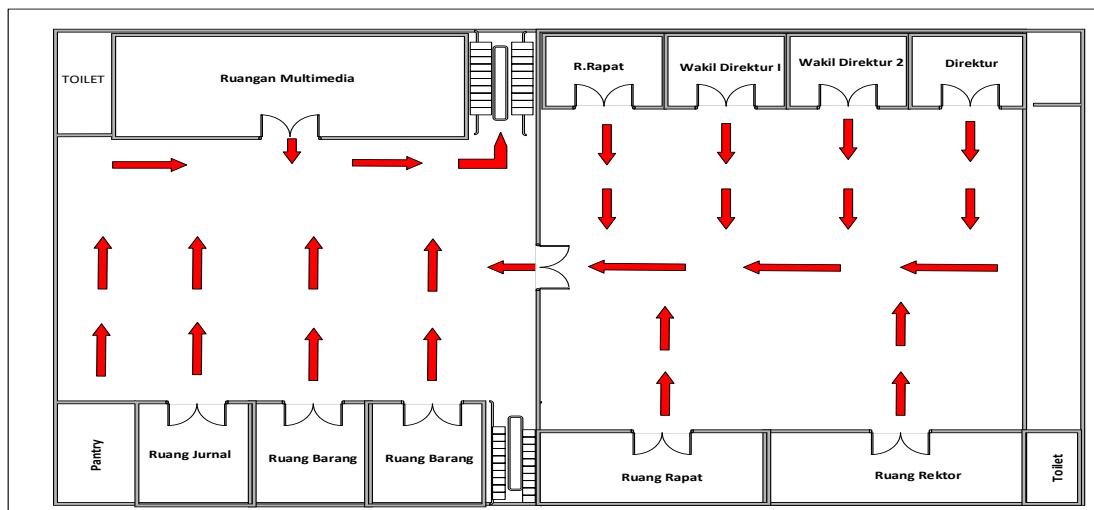 TOILET
Ruangan Multimedia
R.Rapat
Wakil Direktur I
Wakil Direktur 2
Direktur
Pantry
Ruang Jurnal
Ruang Barang
Ruang Barang
Ruang Rapat
Ruang Rektor
Toilet